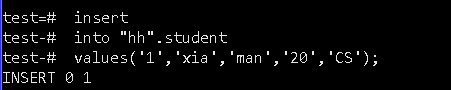 test=#  insert
test-#  into "hh".student
test-#  values('1','xia','man','20','CS');
INSERT 0 1